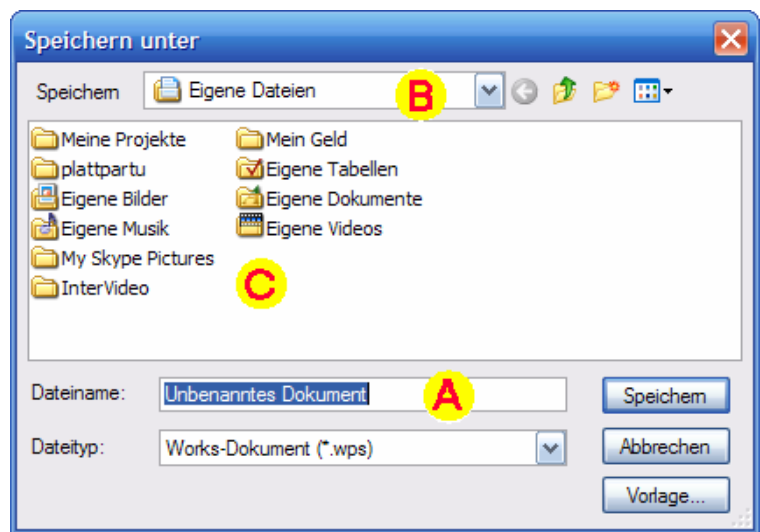 Speichern unter
Speichern Eigene Dateien B
Meine Projekte Mein Geld
plattpartu Eigene Tabellen
Eigene Bilder Eigene Dokumente
Eigene Musik Eigene Videos
My Skype Pictures
InterVideo C
Dateiname: Unbenanntes Dokument A Speichern
Dateityp: Works-Dokument (*.wps) Abbrechen
Vorlage...